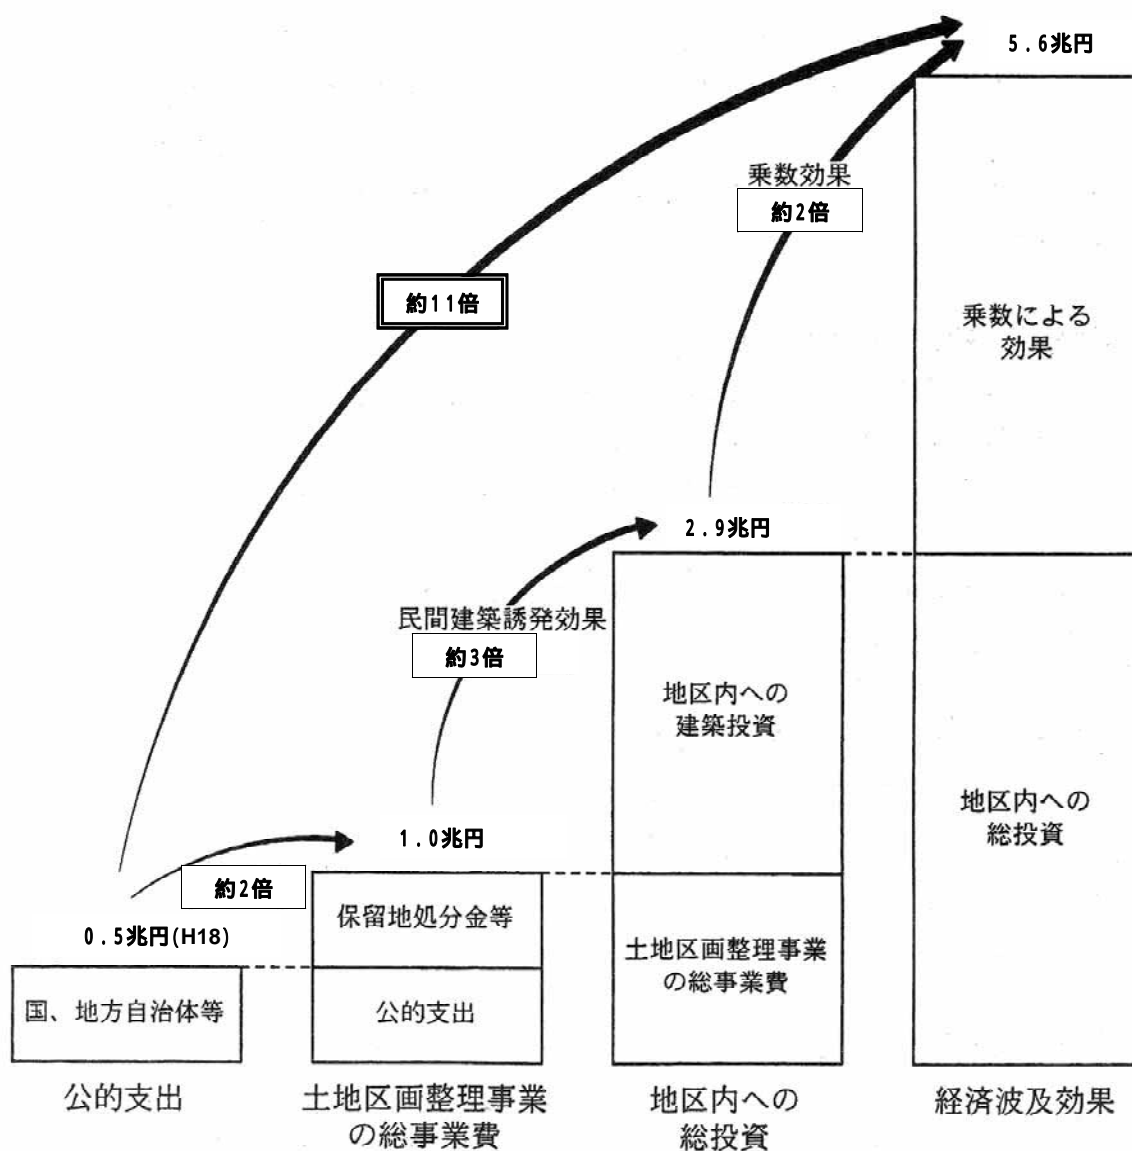 5.6兆円
乗数効果
約2倍
約11倍
乗数による
効果
2.9兆円
民間建築誘発効果
約3倍
地区内への
建築投資
地区内への
総投資
1.0兆円
約2倍
保留地処分金等
0.5兆円(H18)
土地区画整理事業
の総事業費
国、地方自治体等
公的支出
公的支出
土地区画整理事業
の総事業費
地区内への
総投資
経済波及効果